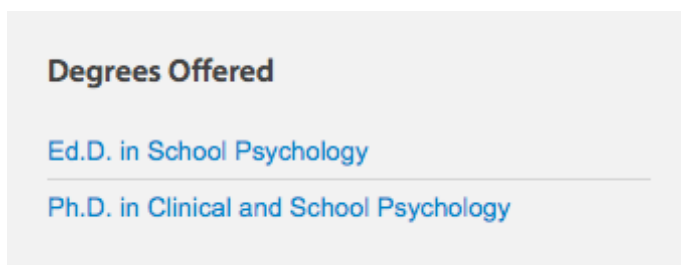 Degrees Offered
Ed.D. in School Psychology
Ph.D. in Clinical and School Psychology